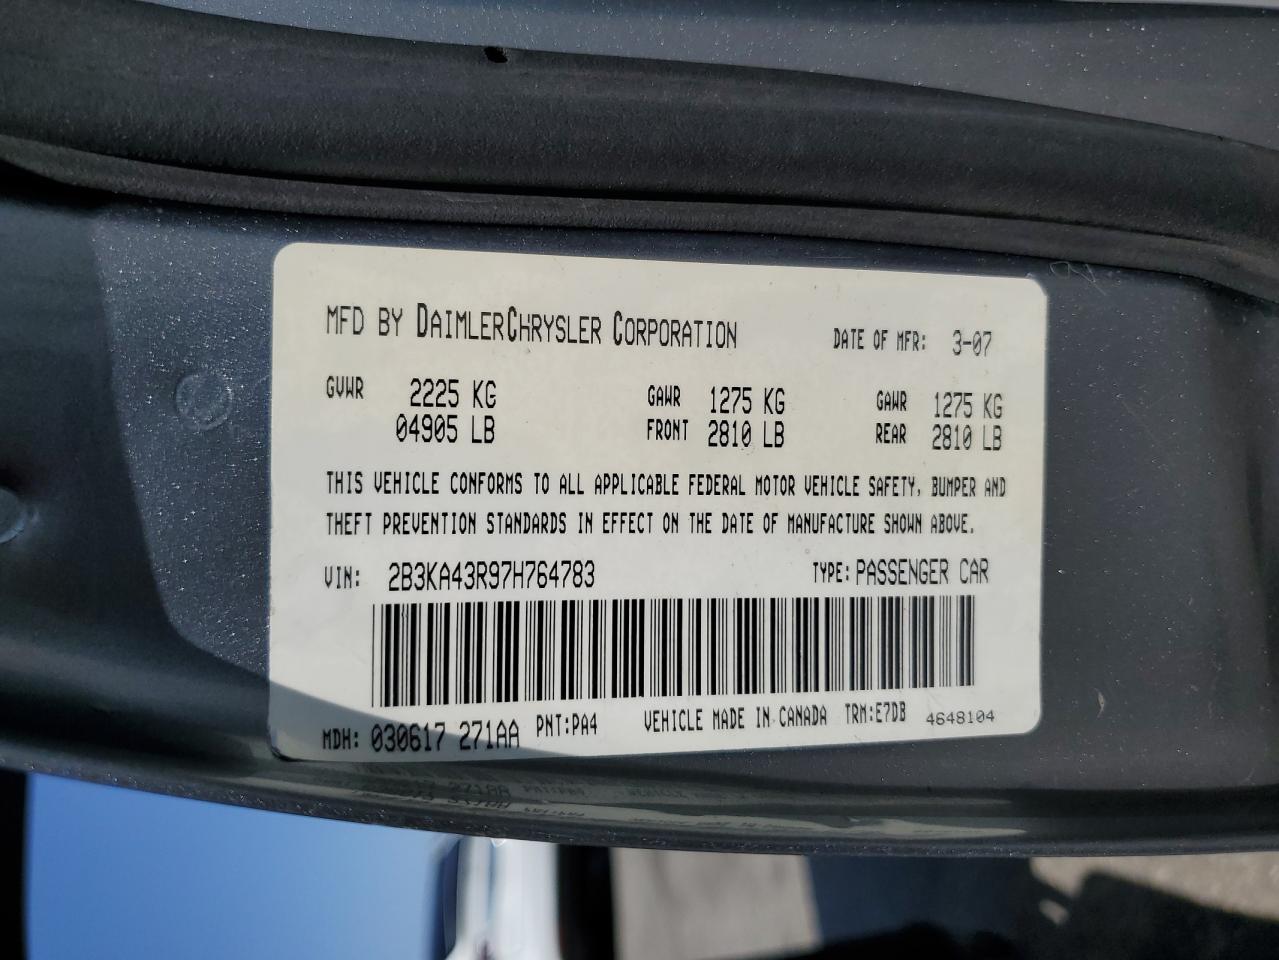 MFD BY DAIMLERCHRYSLER CORPORATION DATE OF MFR: 3-07
GVWR 2225 KG GAWR 1275 KG GAWR 1275 KG
04905 LB FRONT 2810 LB REAR 2810 LB
THIS VEHICLE CONFORMS TO ALL APPLICABLE FEDERAL MOTOR VEHICLE SAFETY, BUMPER AND
THEFT PREVENTION STANDARDS IN EFFECT ON THE DATE OF MANUFACTURE SHOWN ABOVE.
VIN: 2B3KA43R97H764783 TYPE: PASSENGER CAR
MDH: 030617 271AA PNT:PA4 VEHICLE MADE IN CANADA TRM:E7DB 4648104